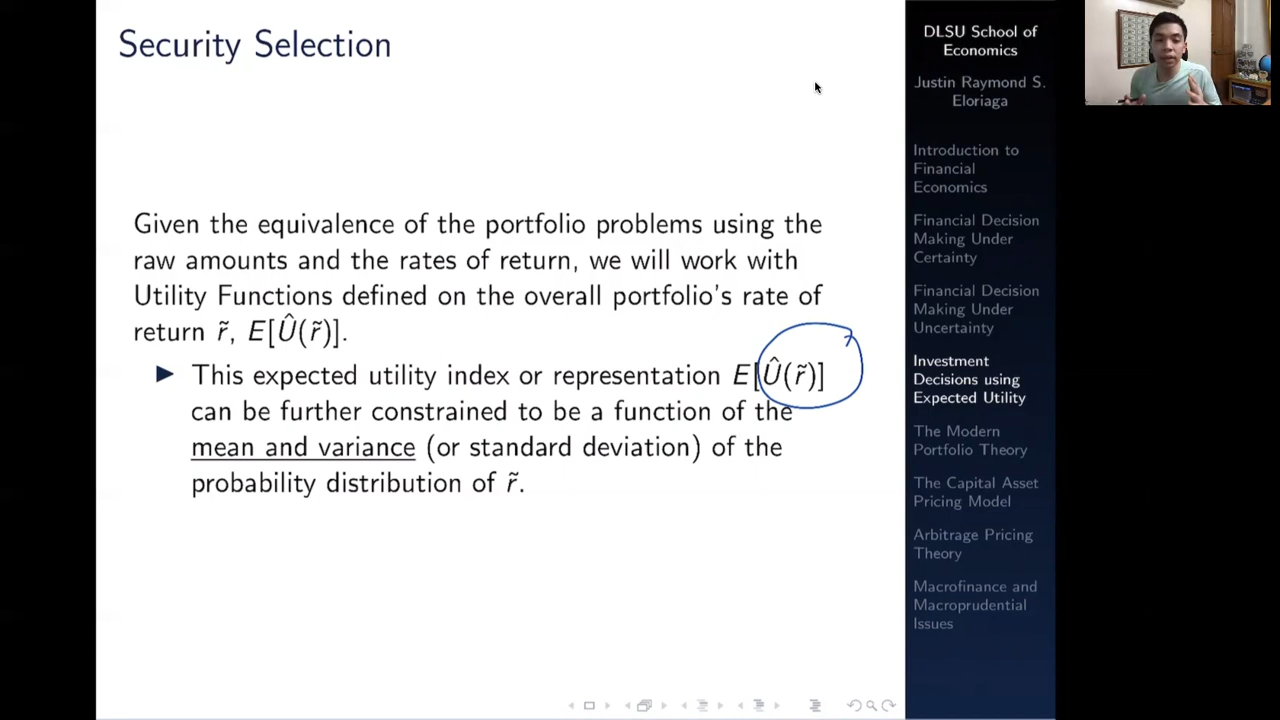 Security Selection
Given the equivalence of the portfolio problems using the
raw amounts and the rates of return, we will work with
Utility Functions defined on the overall portfolio's rate of
return r̃, E[Û(r̃)].
▶ This expected utility index or representation E[Û(r̃)]
can be further constrained to be a function of the
mean and variance (or standard deviation) of the
probability distribution of r̃.
DLSU School of
Economics
Justin Raymond S.
Eloriaga
Introduction to
Financial
Economics
Financial Decision
Making Under
Certainty
Financial Decision
Making Under
Uncertainty
Investment
Decisions using
Expected Utility
The Modern
Portfolio Theory
The Capital Asset
Pricing Model
Arbitrage Pricing
Theory
Macrofinance and
Macroprudential
Issues